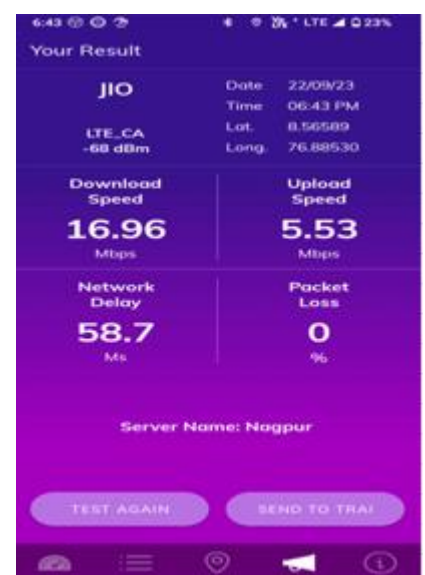 6:43 LTE 23%
Your Result
JIO
LTE_CA
-68 dBm
Date 22/09/23
Time 06:43 PM
Lat. 8.56589
Long. 76.88530
Download
Speed
16.96
Mbps
Upload
Speed
5.53
Mbps
Network
Delay
58.7
Ms
Packet
Loss
0
%
Server Name: Nagpur
TEST AGAIN
SEND TO TRAI